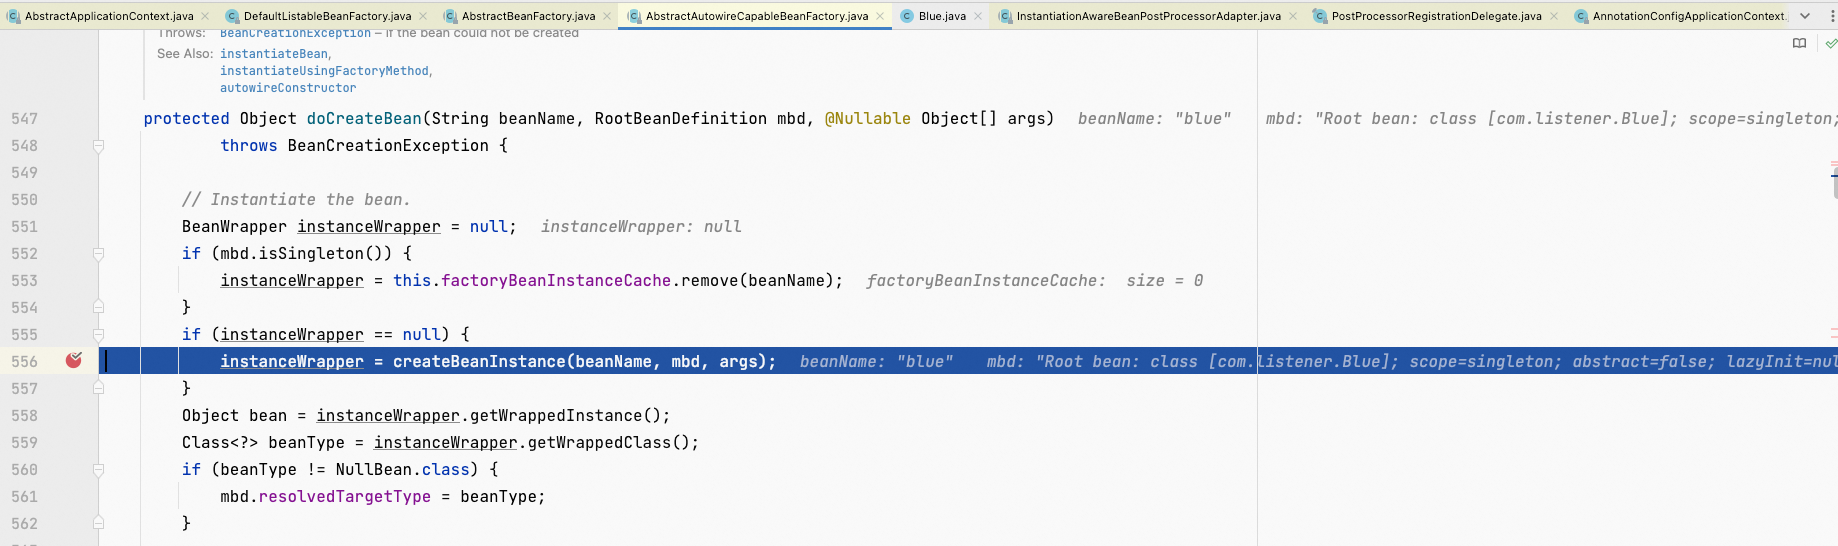 AbstractApplicationContext.java DefaultListableBeanFactory.java AbstractBeanFactory.java AbstractAutowireCapableBeanFactory.java Blue.java InstantiationAwareBeanPostProcessorAdapter.java PostProcessorRegistrationDelegate.java AnnotationConfigApplicationContext.
Throws: BeanCreationException – if the bean could not be created
See Also: instantiateBean,
instantiateUsingFactoryMethod,
autowireConstructor
547 protected Object doCreateBean(String beanName, RootBeanDefinition mbd, @Nullable Object[] args) beanName: "blue" mbd: "Root bean: class [com.listener.Blue]; scope=singleton;
548 throws BeanCreationException {
549
550 // Instantiate the bean.
551 BeanWrapper instanceWrapper = null; instanceWrapper: null
552 if (mbd.isSingleton()) {
553 instanceWrapper = this.factoryBeanInstanceCache.remove(beanName); factoryBeanInstanceCache: size = 0
554 }
555 if (instanceWrapper == null) {
556 instanceWrapper = createBeanInstance(beanName, mbd, args); beanName: "blue" mbd: "Root bean: class [com.listener.Blue]; scope=singleton; abstract=false; lazyInit=nul
557 }
558 Object bean = instanceWrapper.getWrappedInstance();
559 Class<?> beanType = instanceWrapper.getWrappedClass();
560 if (beanType != NullBean.class) {
561 mbd.resolvedTargetType = beanType;
562 }